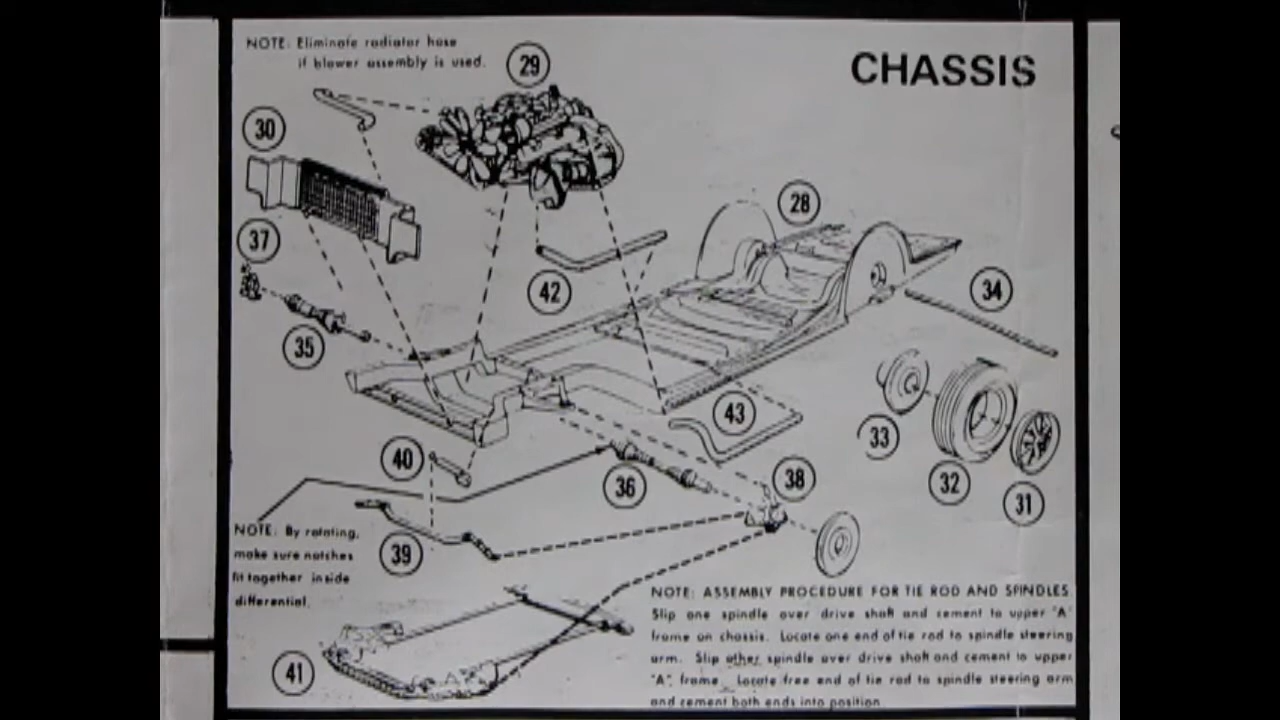 NOTE: Eliminate radiator hose
if blower assembly is used.
CHASSIS
29
30
37
28
42
34
35
43
33
40
36
38
32
31
39
41
NOTE: By rotating,
make sure notches
fit together inside
differential.
NOTE: ASSEMBLY PROCEDURE FOR TIE ROD AND SPINDLES
Slip one spindle over drive shaft and cement to upper "A"
frame on chassis. Locate one end of tie rod to spindle steering
arm. Slip other spindle over drive shaft and cement to upper
"A" frame. Locate free end of tie rod to spindle steering arm
and cement both ends into position.